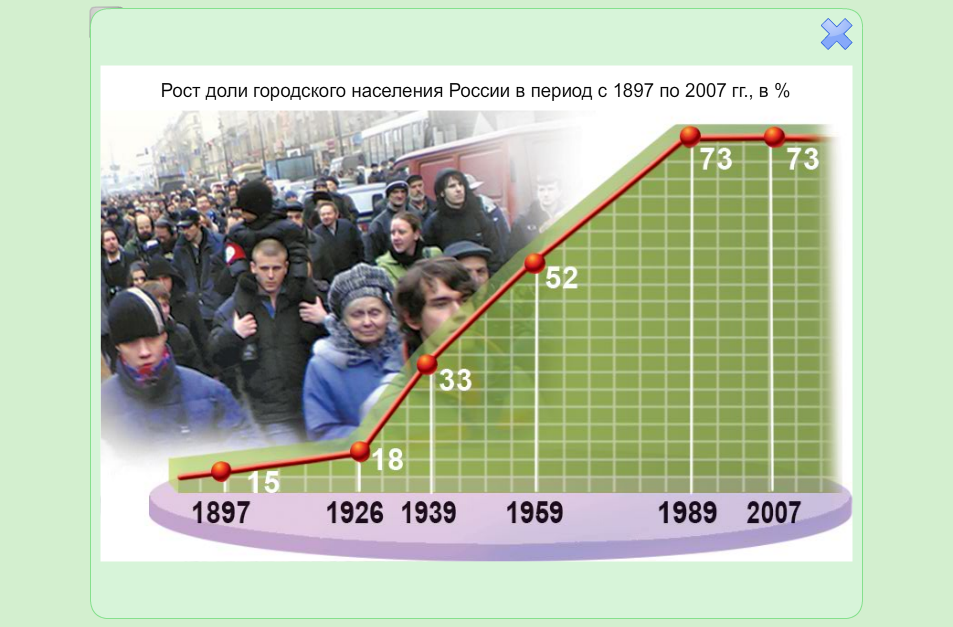 Рост доли городского населения России в период с 1897 по 2007 гг., в %
73 73
52
33
18
15
1897 1926 1939 1959 1989 2007